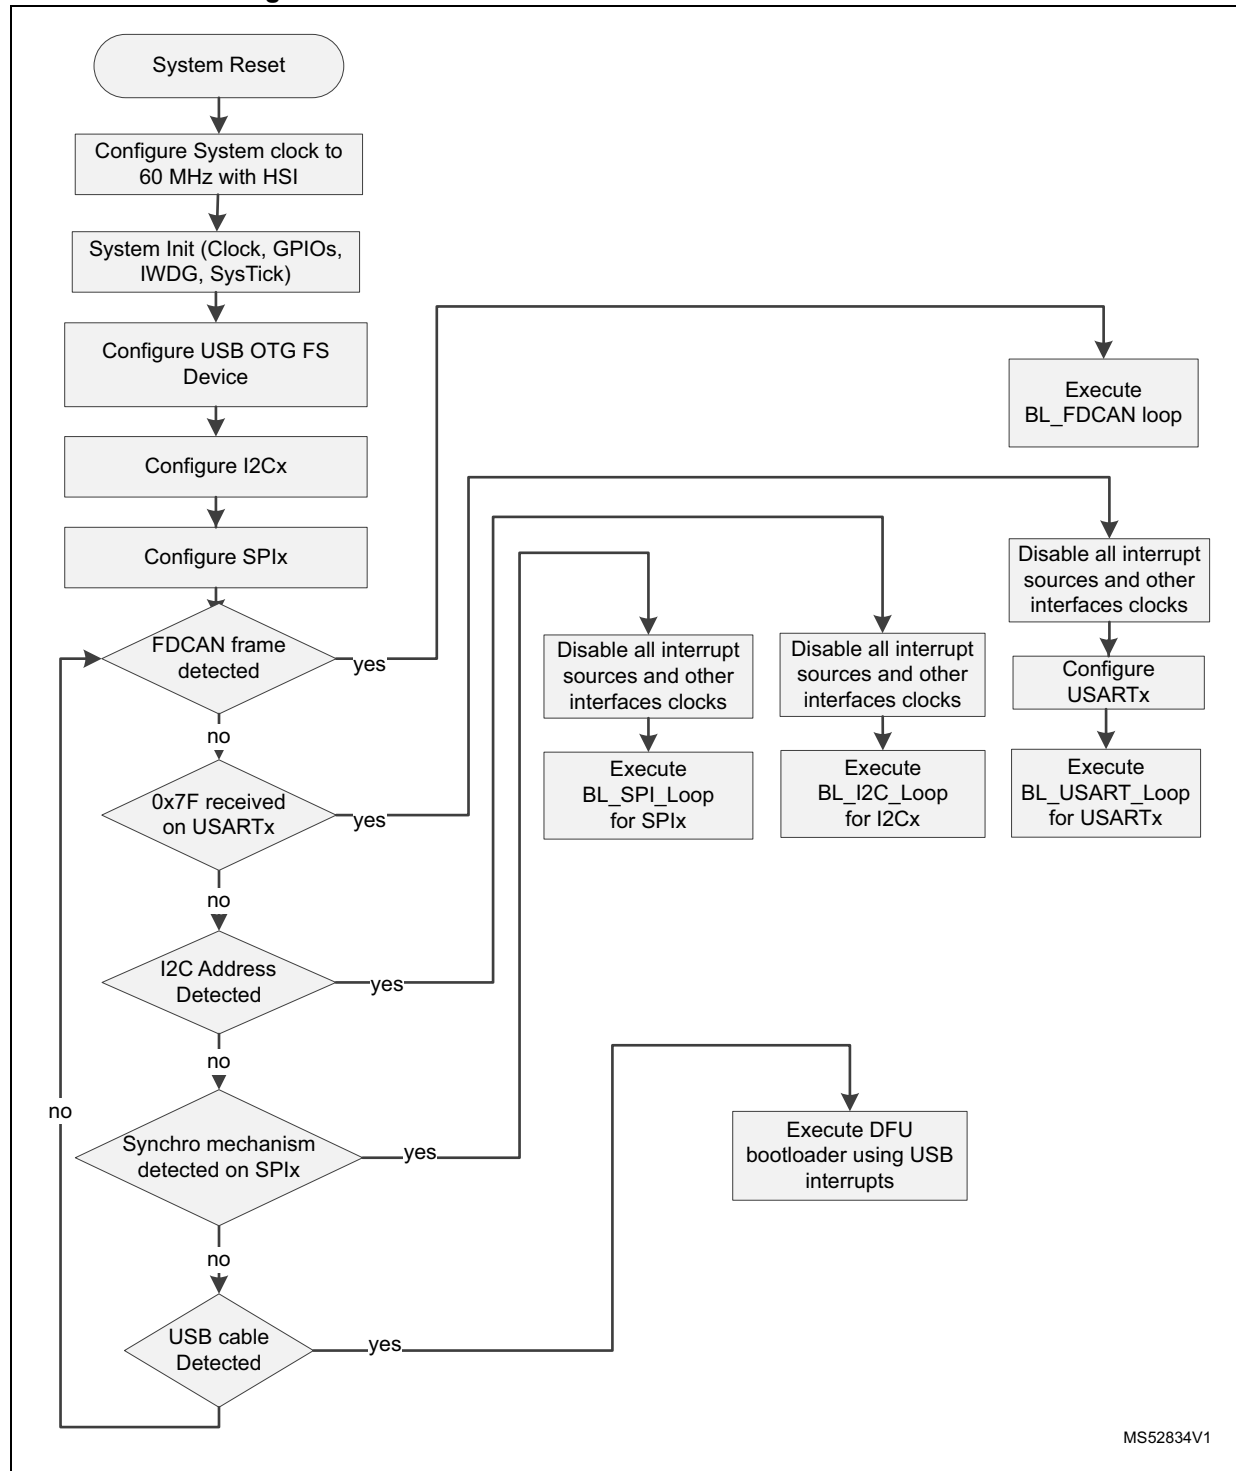 System Reset
Configure System clock to
60 MHz with HSI
System Init (Clock, GPIOs,
IWDG, SysTick)
Configure USB OTG FS
Device
Configure I2Cx
Configure SPIx
FDCAN frame
detected
yes
no
0x7F received
on USARTx
yes
no
I2C Address
Detected
yes
no
Synchro mechanism
detected on SPIx
yes
no
USB cable
Detected
yes
no
Execute
BL_FDCAN loop
Disable all interrupt
sources and other
interfaces clocks
Configure
USARTx
Execute
BL_USART_Loop
for USARTx
Disable all interrupt
sources and other
interfaces clocks
Execute
BL_I2C_Loop
for I2Cx
Disable all interrupt
sources and other
interfaces clocks
Execute
BL_SPI_Loop
for SPIx
Execute DFU
bootloader using USB
interrupts
MS52834V1